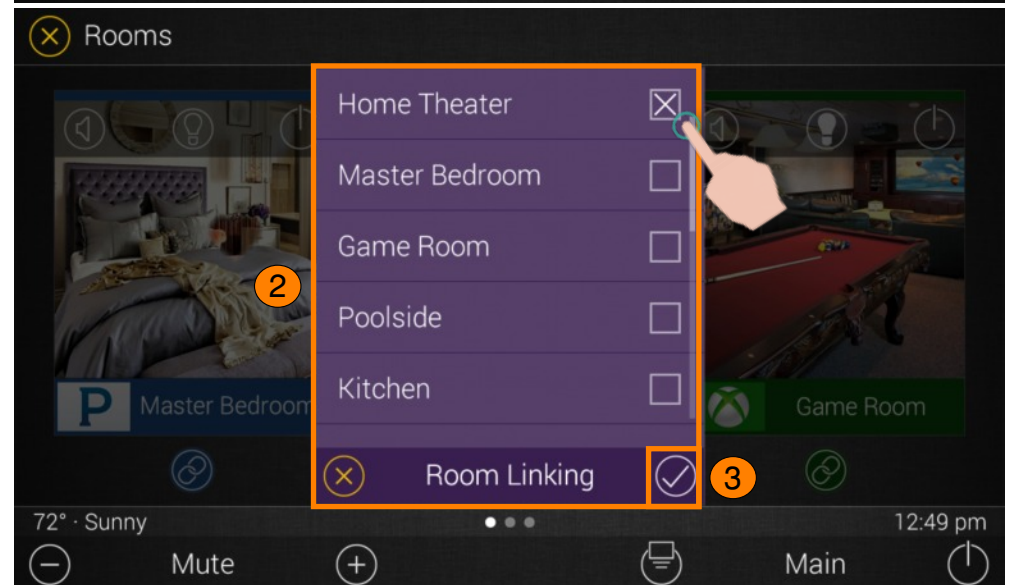 Rooms
Home Theater
Master Bedroom
Game Room
Poolside
Kitchen
2
P
Master Bedroom
Game Room
Room Linking
3
72° · Sunny
12:49 pm
Mute
Main